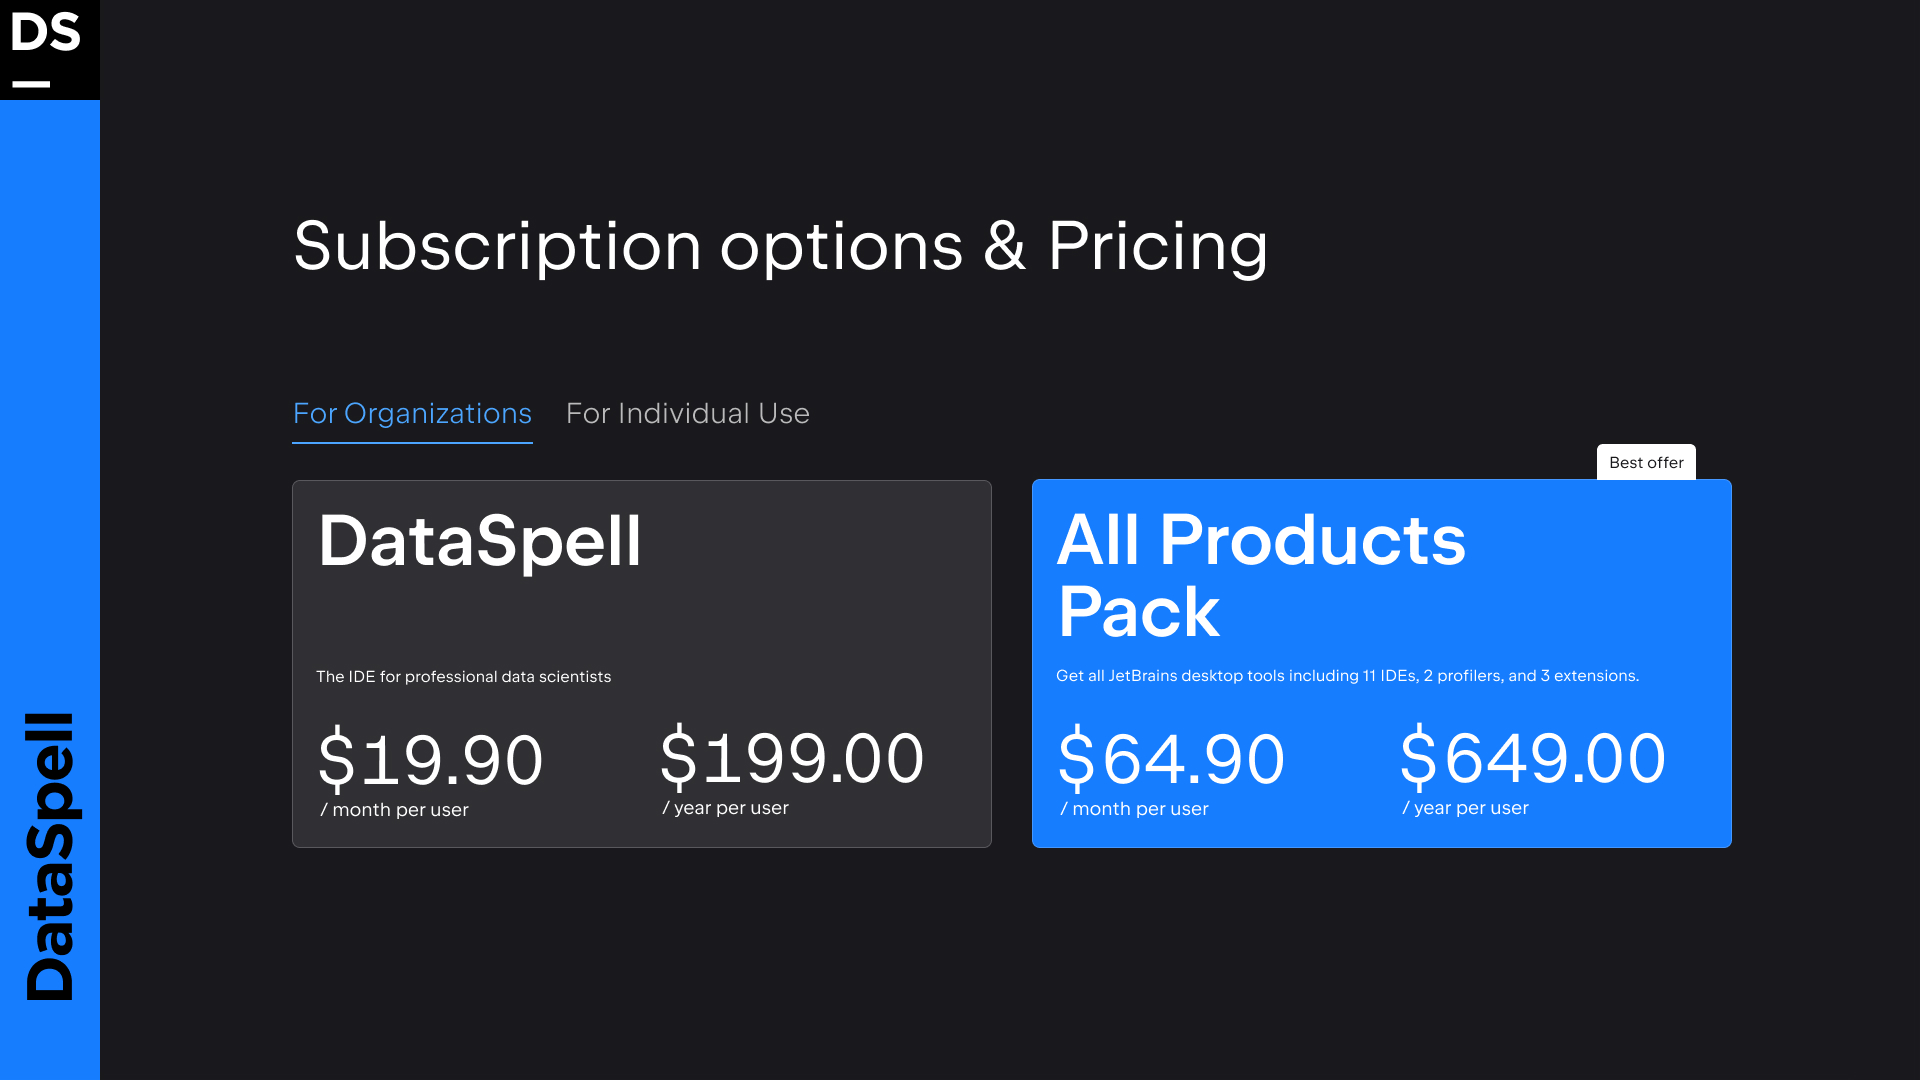 DS
DataSpell
Subscription options & Pricing
For Organizations
For Individual Use
DataSpell
The IDE for professional data scientists
$19.90
/ month per user
$199.00
/ year per user
Best offer
All Products
Pack
Get all JetBrains desktop tools including 11 IDEs, 2 profilers, and 3 extensions.
$64.90
/ month per user
$649.00
/ year per user